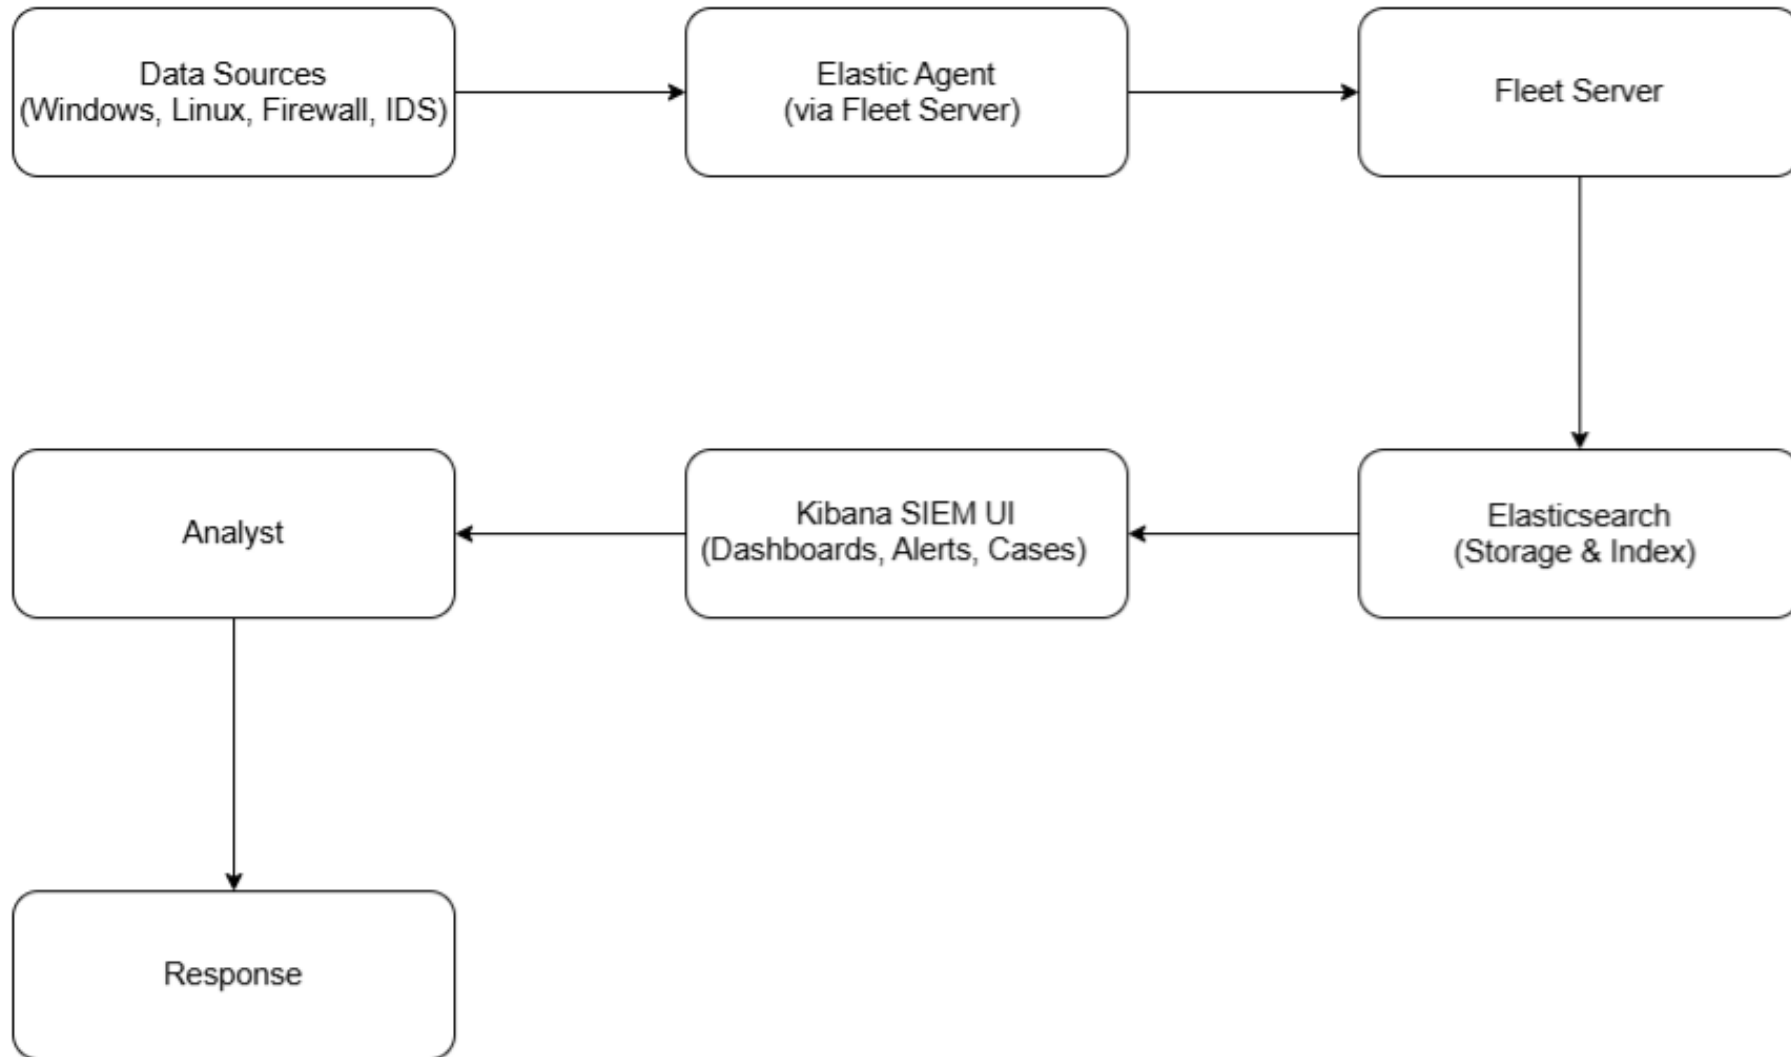 Data Sources
(Windows, Linux, Firewall, IDS)
Elastic Agent
(via Fleet Server)
Fleet Server
Analyst
Kibana SIEM UI
(Dashboards, Alerts, Cases)
Elasticsearch
(Storage & Index)
Response